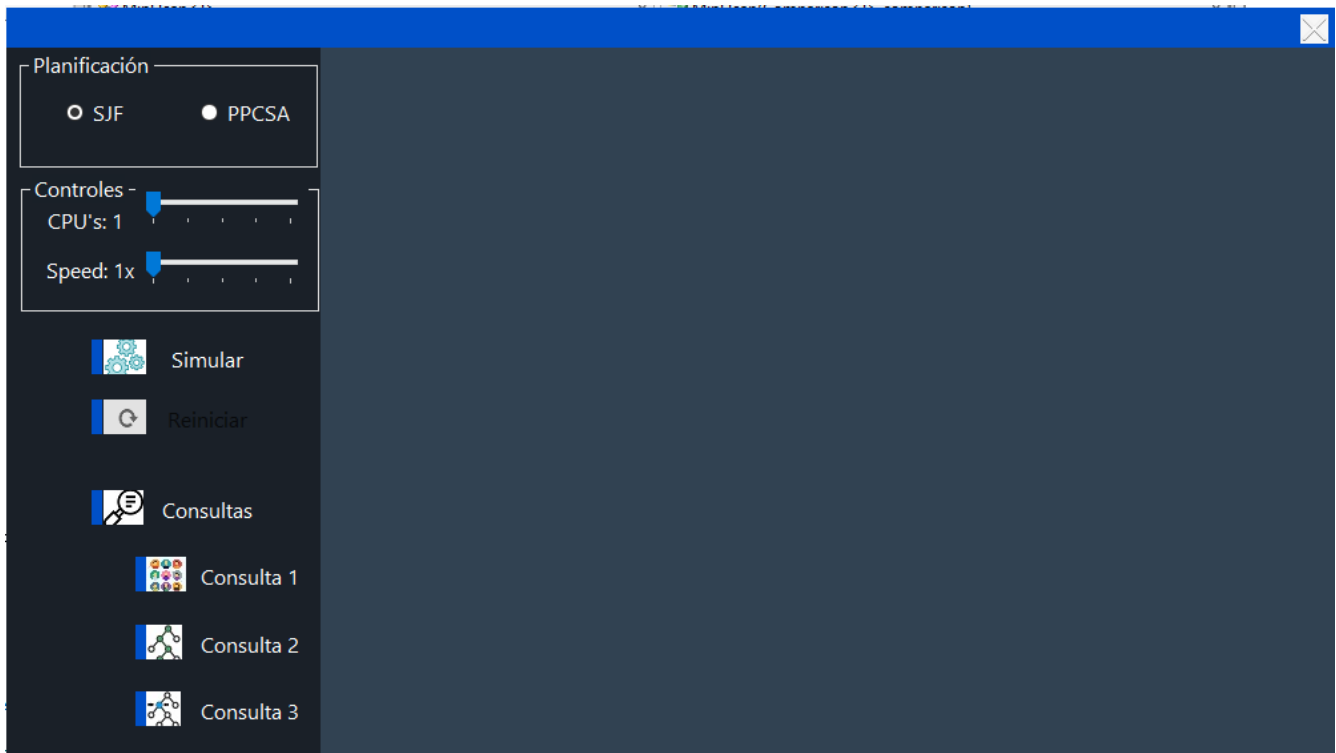 Planificación
SJF PPCSA
Controles
CPU's: 1
Speed: 1x
Simular
Reiniciar
Consultas
Consulta 1
Consulta 2
Consulta 3